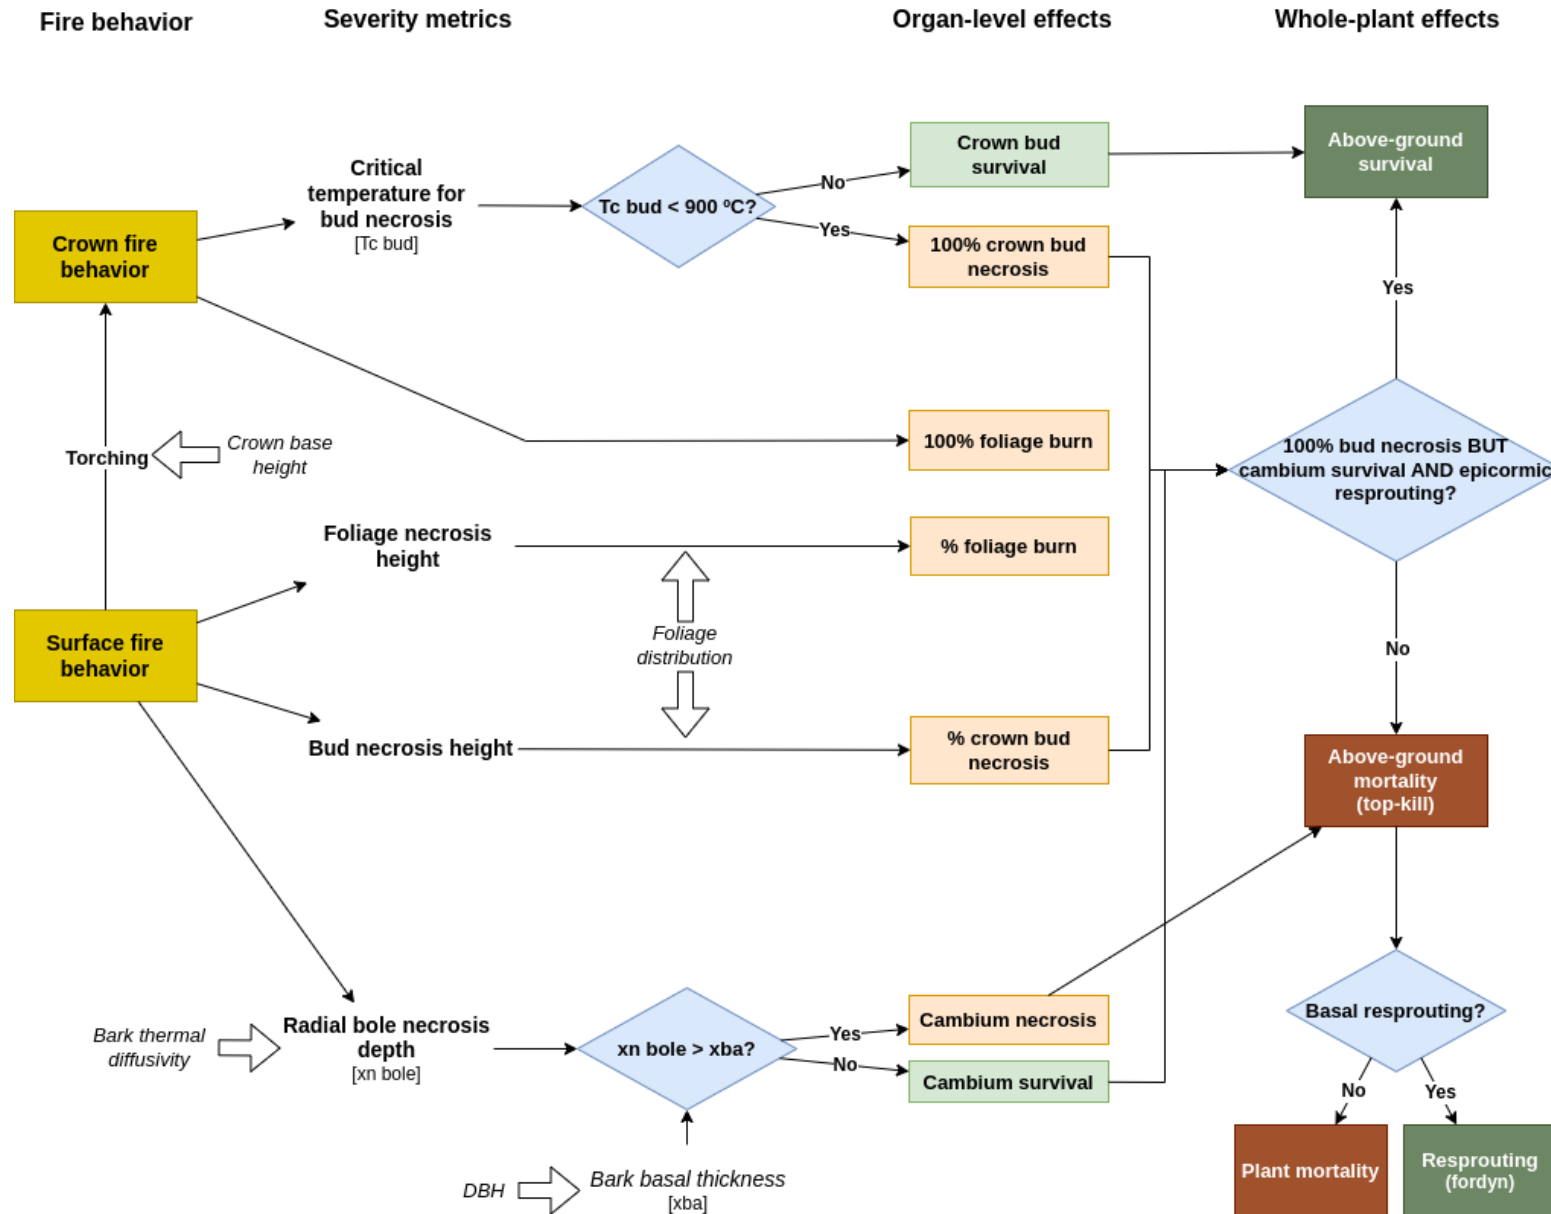 Fire behavior
Severity metrics
Organ-level effects
Whole-plant effects
Critical
temperature for
bud necrosis
[Tc bud]
Tc bud < 900 ºC?
No
Yes
Crown bud
survival
100% crown bud
necrosis
Above-ground
survival
Crown fire
behavior
Yes
Torching
Crown base
height
100% foliage burn
100% bud necrosis BUT
cambium survival AND epicormic
resprouting?
Foliage necrosis
height
% foliage burn
Surface fire
behavior
Foliage
distribution
No
Bud necrosis height
% crown bud
necrosis
Above-ground
mortality
(top-kill)
Bark thermal
diffusivity
Radial bole necrosis
depth
[xn bole]
xn bole > xba?
Yes
No
Cambium necrosis
Cambium survival
Basal resprouting?
No
Yes
DBH
Bark basal thickness
[xba]
Plant mortality
Resprouting
(fordyn)